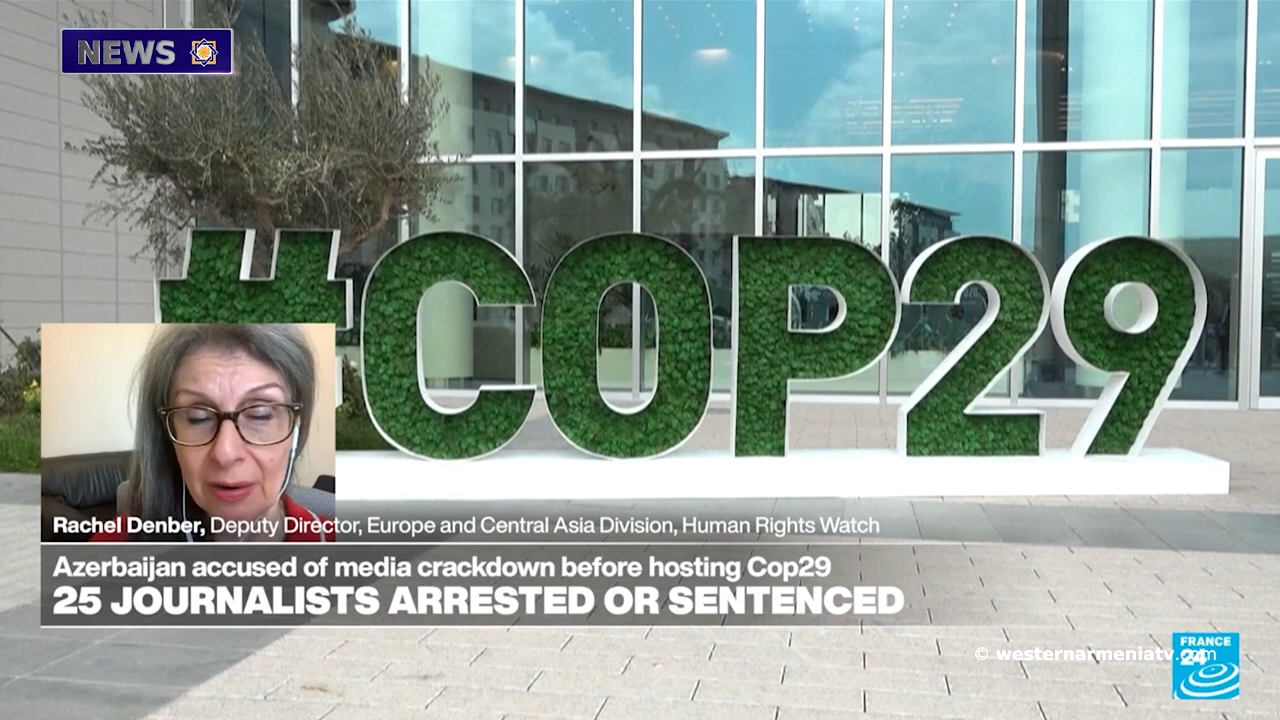 NEWS
#COP29
Rachel Denber, Deputy Director, Europe and Central Asia Division, Human Rights Watch
Azerbaijan accused of media crackdown before hosting Cop29
25 JOURNALISTS ARRESTED OR SENTENCED
FRANCE
24
© westernarmeniatv.com